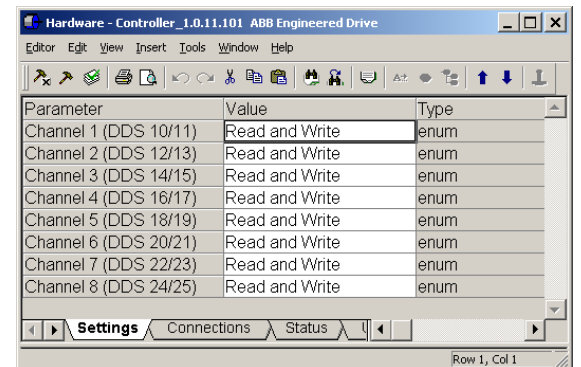 Hardware - Controller_1.0.11.101 ABB Engineered Drive
Editor Edit View Insert Tools Window Help
Parameter Value Type
Channel 1 (DDS 10/11) Read and Write enum
Channel 2 (DDS 12/13) Read and Write enum
Channel 3 (DDS 14/15) Read and Write enum
Channel 4 (DDS 16/17) Read and Write enum
Channel 5 (DDS 18/19) Read and Write enum
Channel 6 (DDS 20/21) Read and Write enum
Channel 7 (DDS 22/23) Read and Write enum
Channel 8 (DDS 24/25) Read and Write enum
Settings Connections Status
Row 1, Col 1